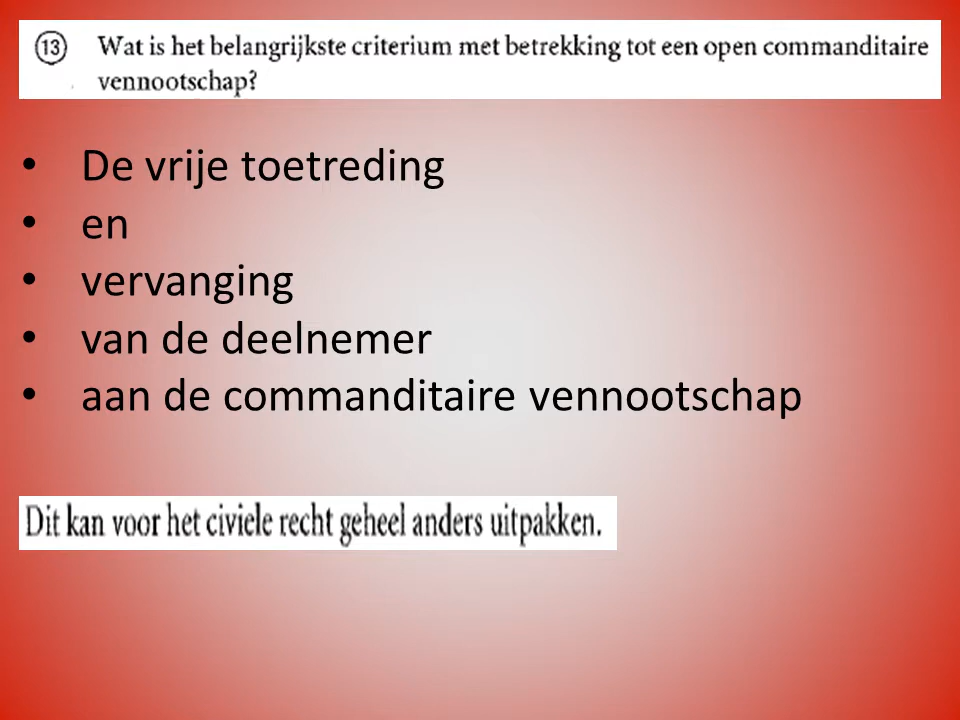 13 Wat is het belangrijkste criterium met betrekking tot een open commanditaire
vennootschap?
• De vrije toetreding
• en
• vervanging
• van de deelnemer
• aan de commanditaire vennootschap
Dit kan voor het civiele recht geheel anders uitpakken.